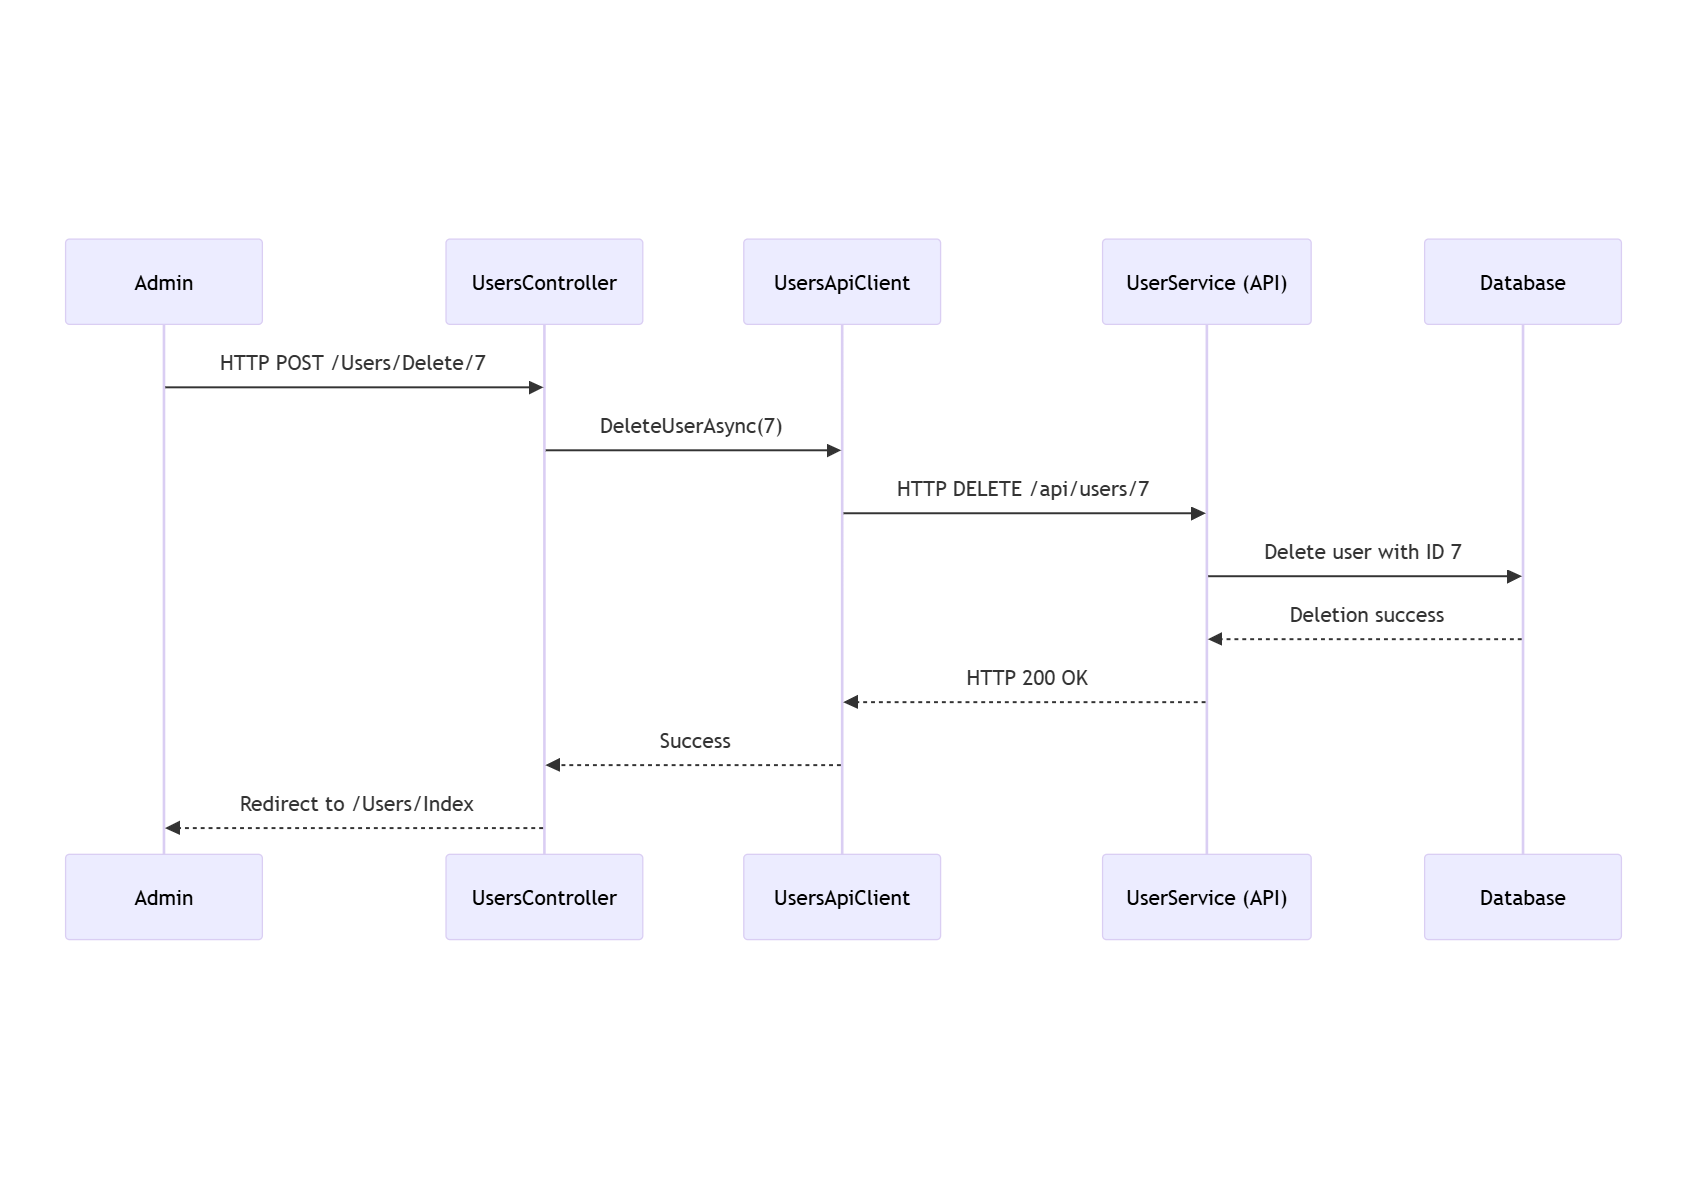 Admin
UsersController
UsersApiClient
UserService (API)
Database
HTTP POST /Users/Delete/7
DeleteUserAsync(7)
HTTP DELETE /api/users/7
Delete user with ID 7
Deletion success
HTTP 200 OK
Success
Redirect to /Users/Index
Admin
UsersController
UsersApiClient
UserService (API)
Database